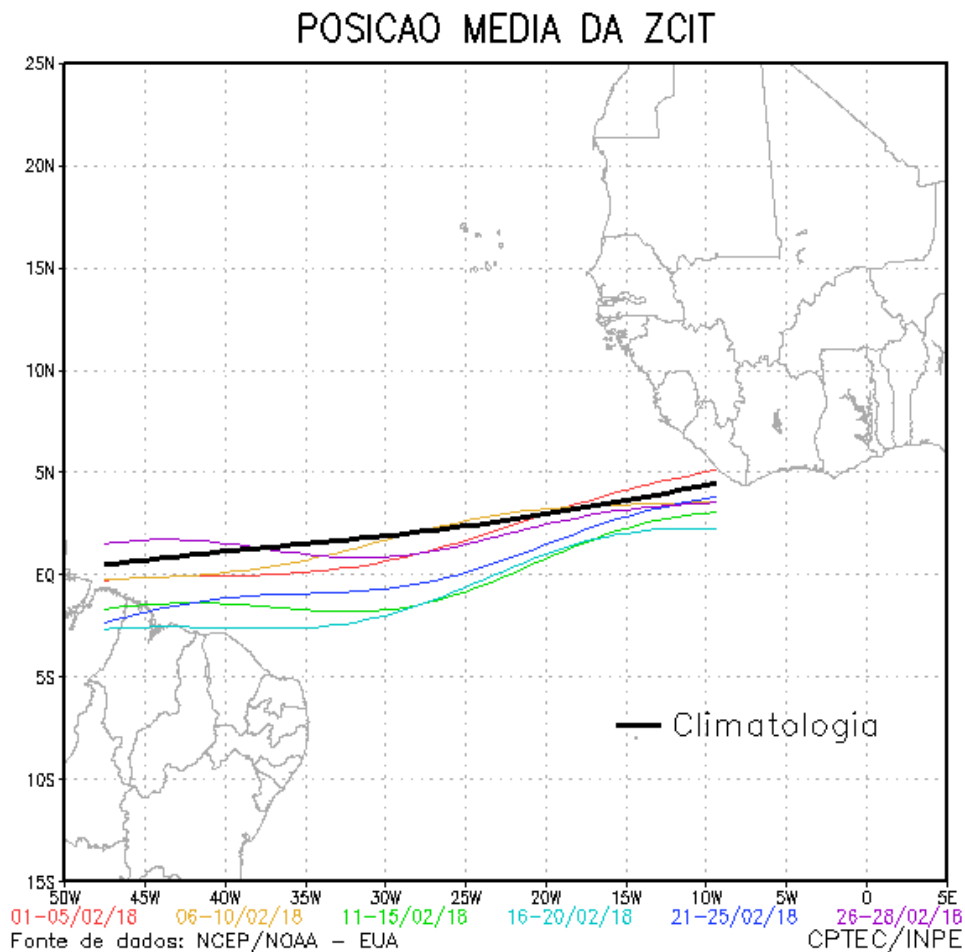 POSICAO MEDIA DA ZCIT
25N
20N
15N
10N
5N
EQ
5S
10S
15S
Climatologia
50W 45W 40W 35W 30W 25W 20W 15W 10W 5W 0 5E
01-05/02/18 06-10/02/18 11-15/02/18 16-20/02/18 21-25/02/18 26-28/02/18
Fonte de dados: NCEP/NOAA - EUA CPTEC/INPE